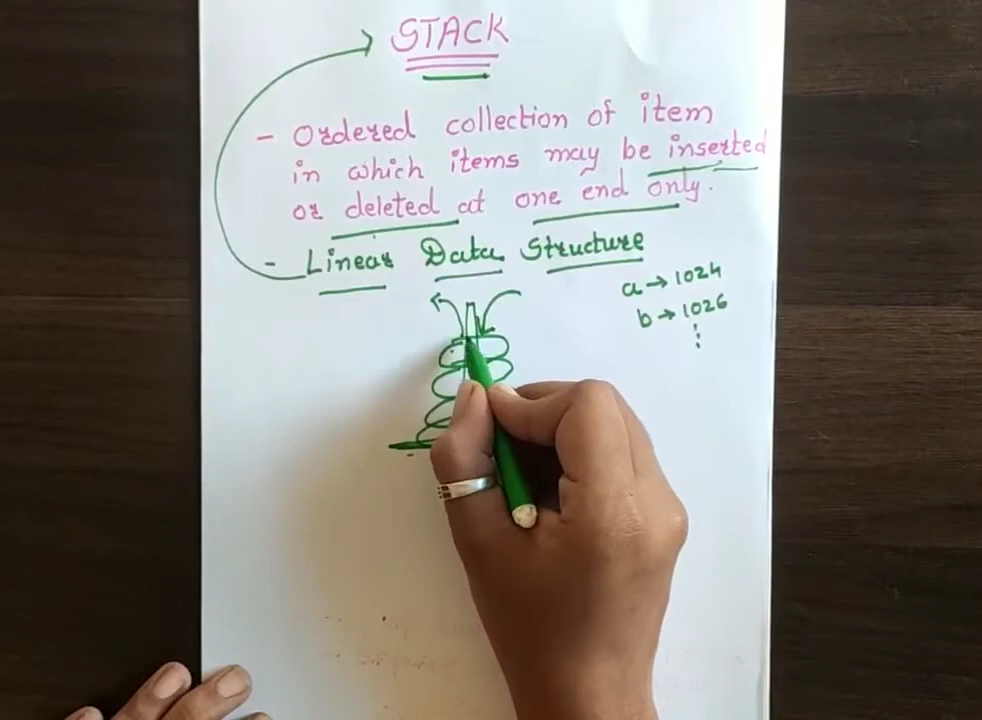 STACK
- Ordered collection of item
in which items may be inserted
or deleted at one end only.
- Linear Data Structure
a → 1024
b → 1026